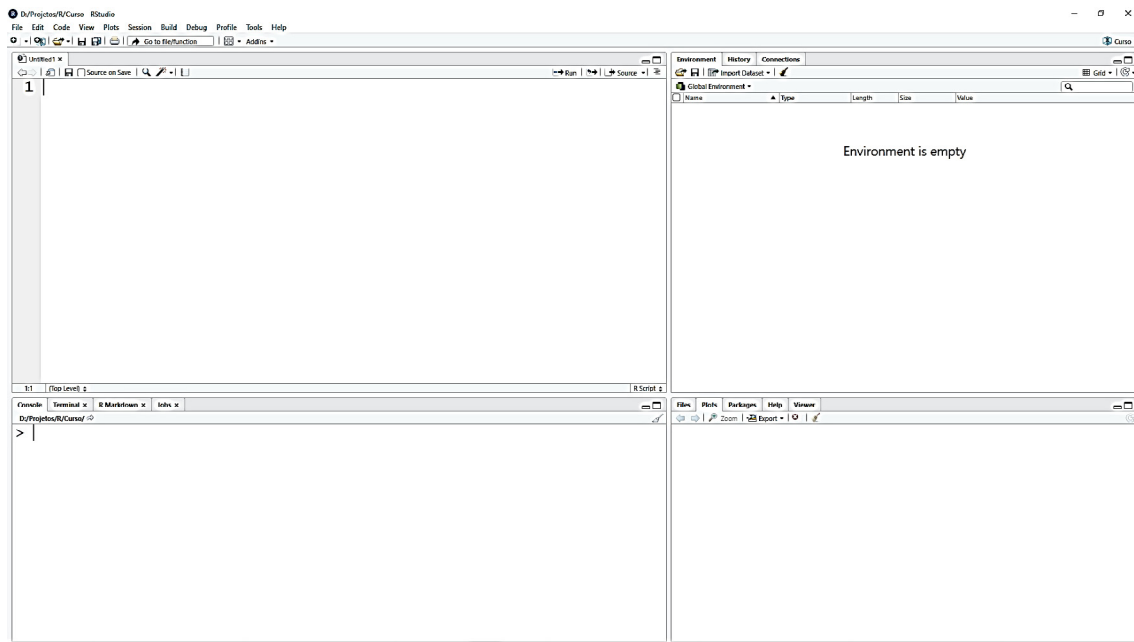 D:/Projetos/R/Curso - RStudio
File Edit Code View Plots Session Build Debug Profile Tools Help
Go to file/function Addins Curso
Untitled1
Source on Save Run Source
1
1:1 (Top Level) R Script
Console Terminal R Markdown Jobs
D:/Projetos/R/Curso/
>
Environment History Connections
Import Dataset Grid
Global Environment
Name Type Length Size Value
Environment is empty
Files Plots Packages Help Viewer
Zoom Export